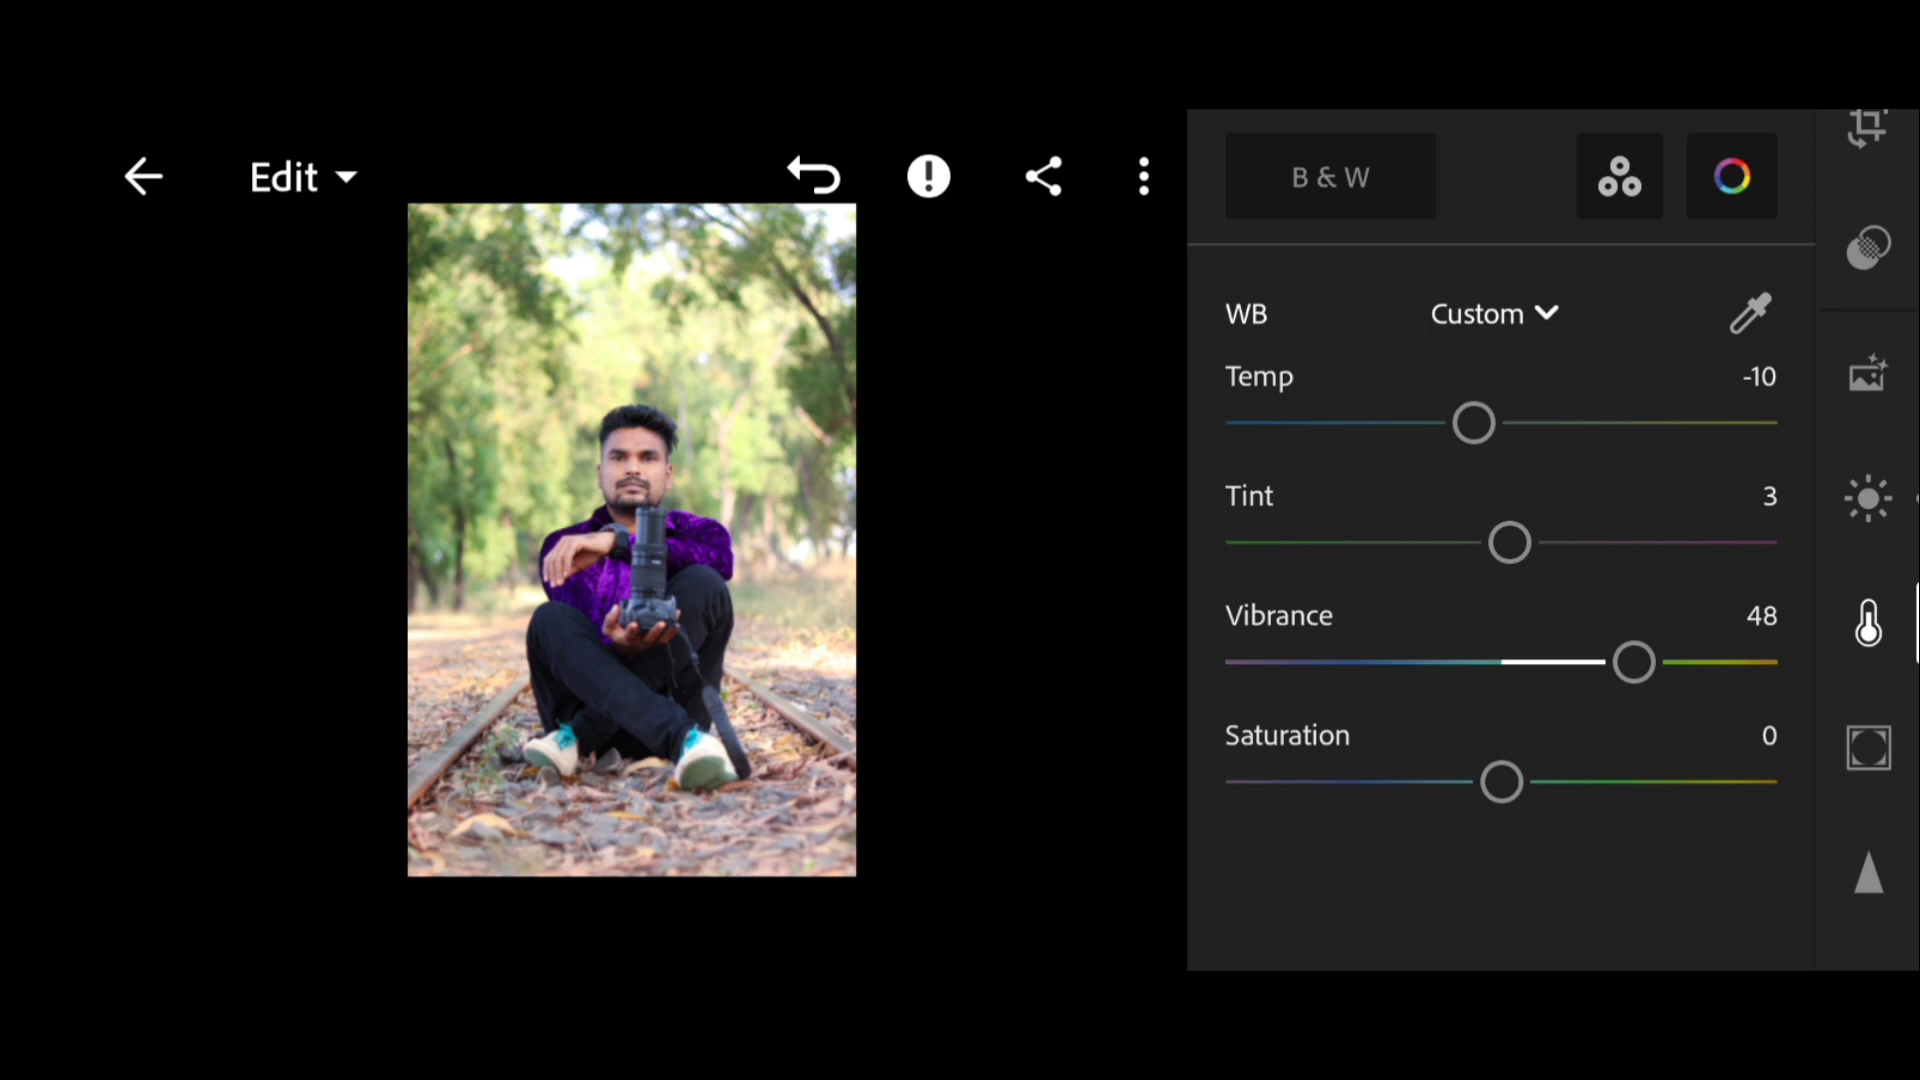 Edit
B & W
WB Custom
Temp -10
Tint 3
Vibrance 48
Saturation 0